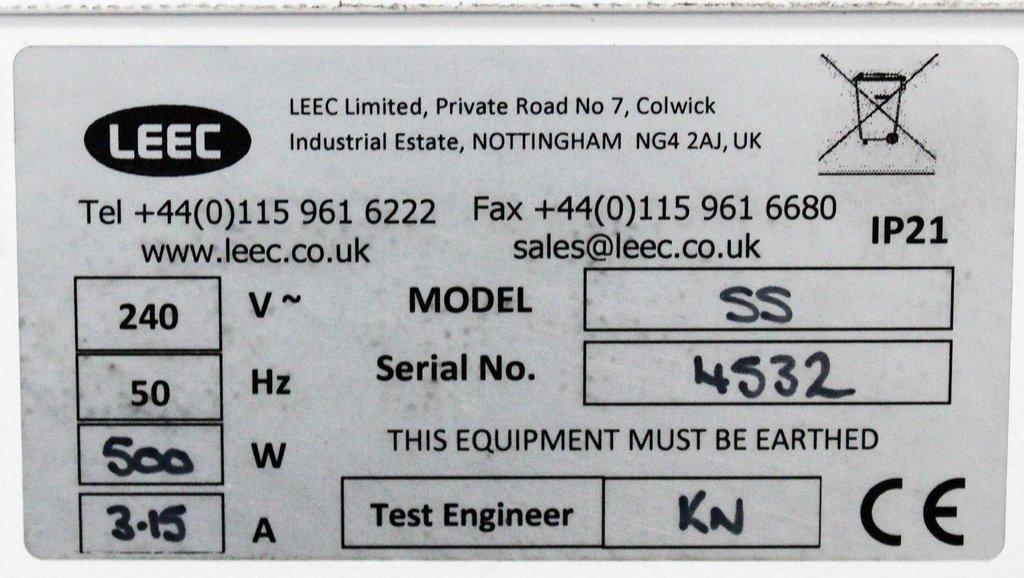 LEEC
LEEC Limited, Private Road No 7, Colwick
Industrial Estate, NOTTINGHAM NG4 2AJ, UK
Tel +44(0)115 961 6222 Fax +44(0)115 961 6680
www.leec.co.uk sales@leec.co.uk IP21
240 V ~ MODEL SS
50 Hz Serial No. 4532
500 W THIS EQUIPMENT MUST BE EARTHED
3.15 A Test Engineer KN CE